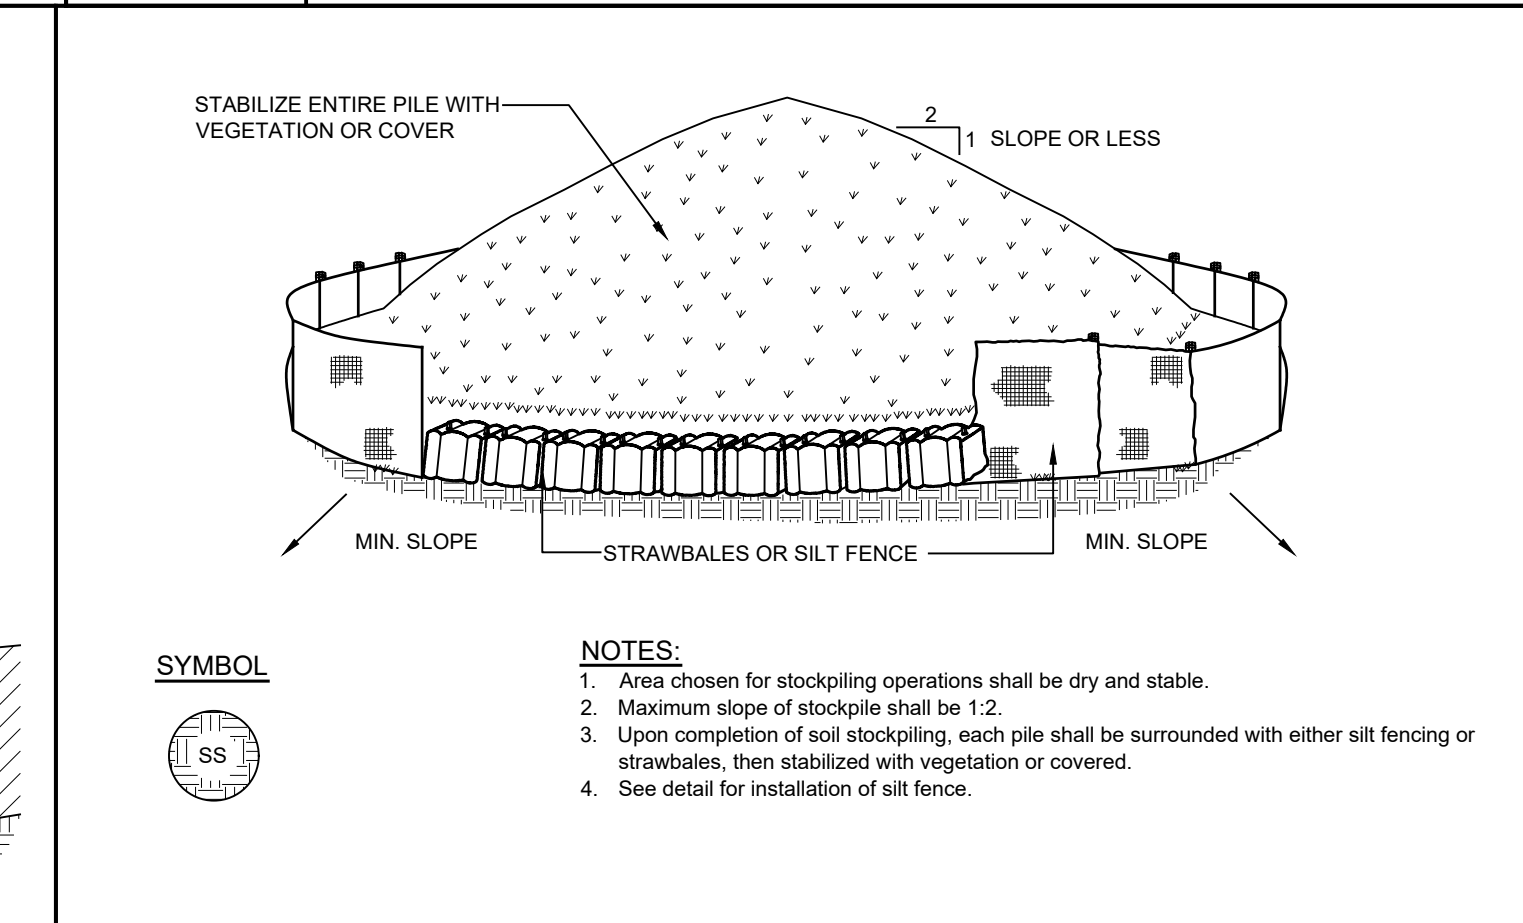 STABILIZE ENTIRE PILE WITH
VEGETATION OR COVER
2
1 SLOPE OR LESS
MIN. SLOPE
STRAWBALES OR SILT FENCE
MIN. SLOPE
SYMBOL
SS
NOTES:
1. Area chosen for stockpiling operations shall be dry and stable.
2. Maximum slope of stockpile shall be 1:2.
3. Upon completion of soil stockpiling, each pile shall be surrounded with either silt fencing or
strawbales, then stabilized with vegetation or covered.
4. See detail for installation of silt fence.